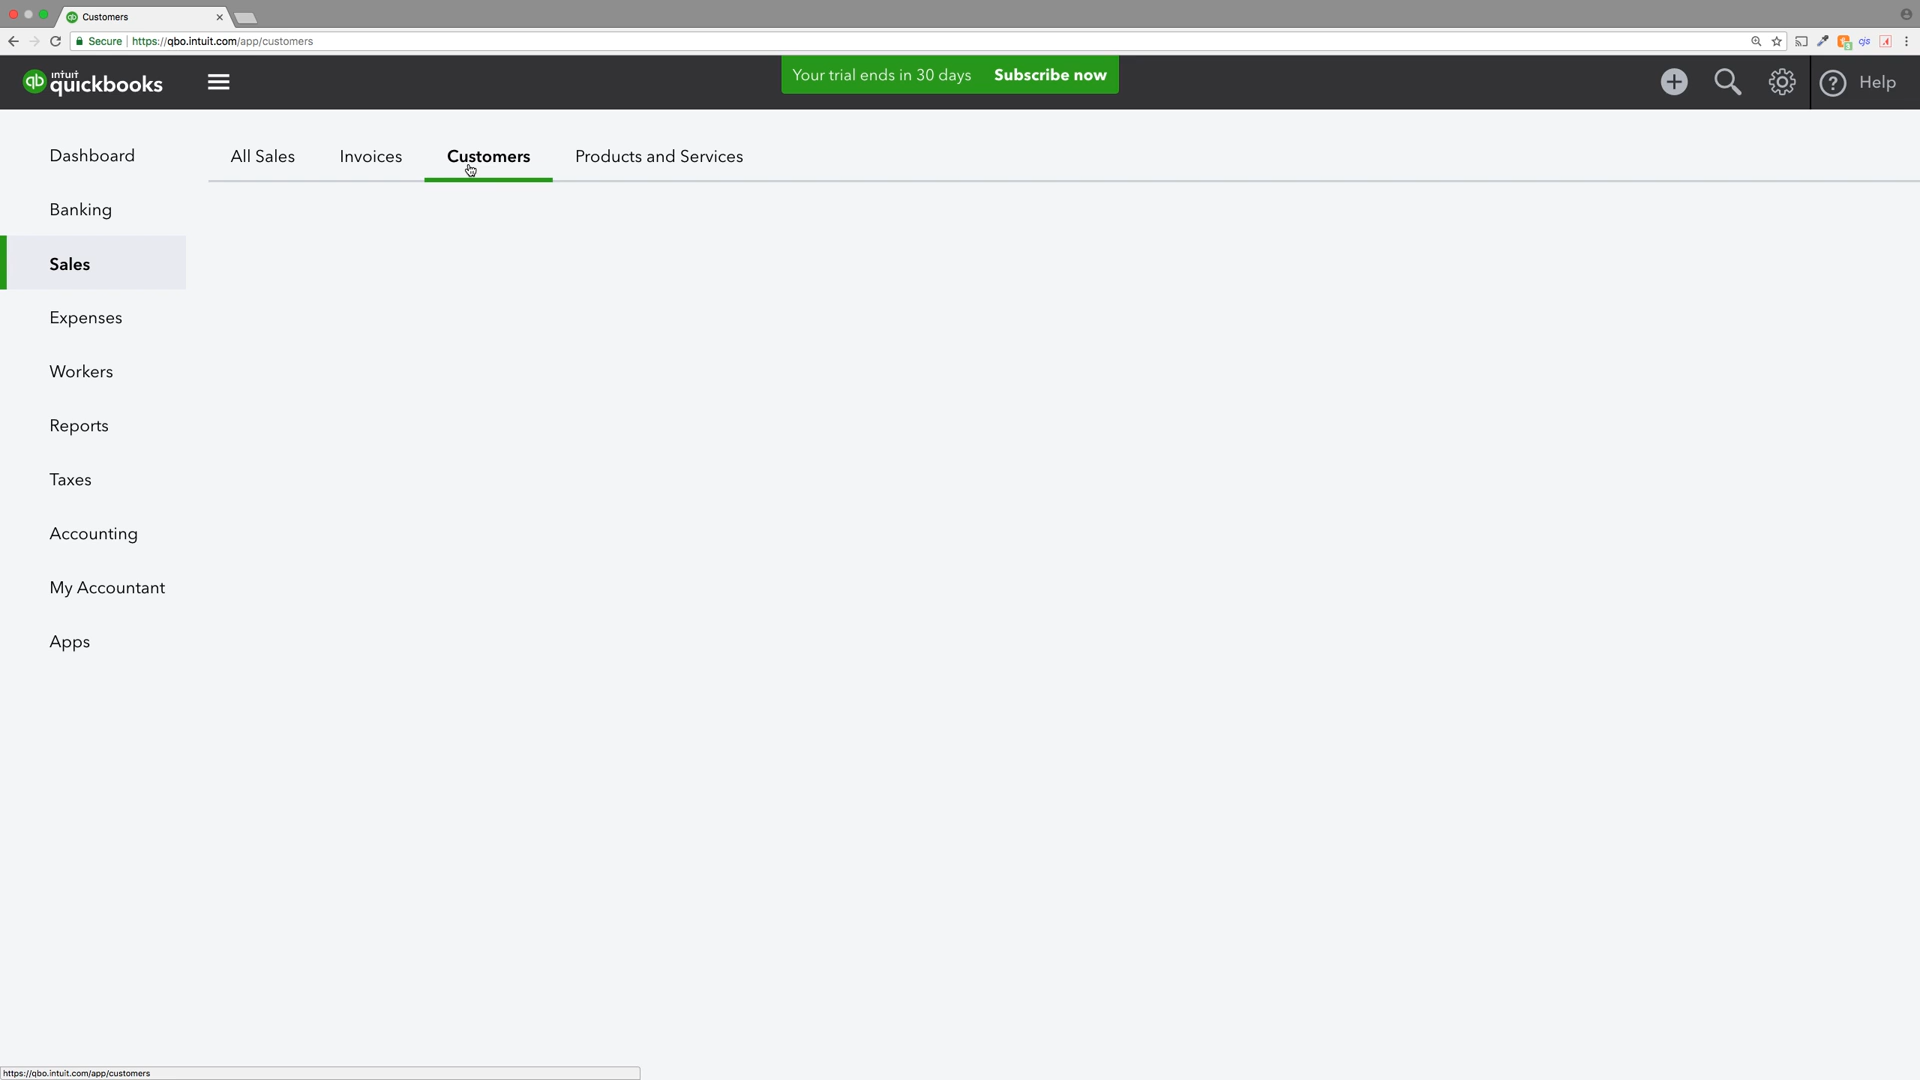 Customers
Secure | https://qbo.intuit.com/app/customers
cjs
qb intuit quickbooks
Your trial ends in 30 days Subscribe now
? Help
All Sales Invoices Customers Products and Services
Dashboard
Banking
Sales
Expenses
Workers
Reports
Taxes
Accounting
My Accountant
Apps
https://qbo.intuit.com/app/customers